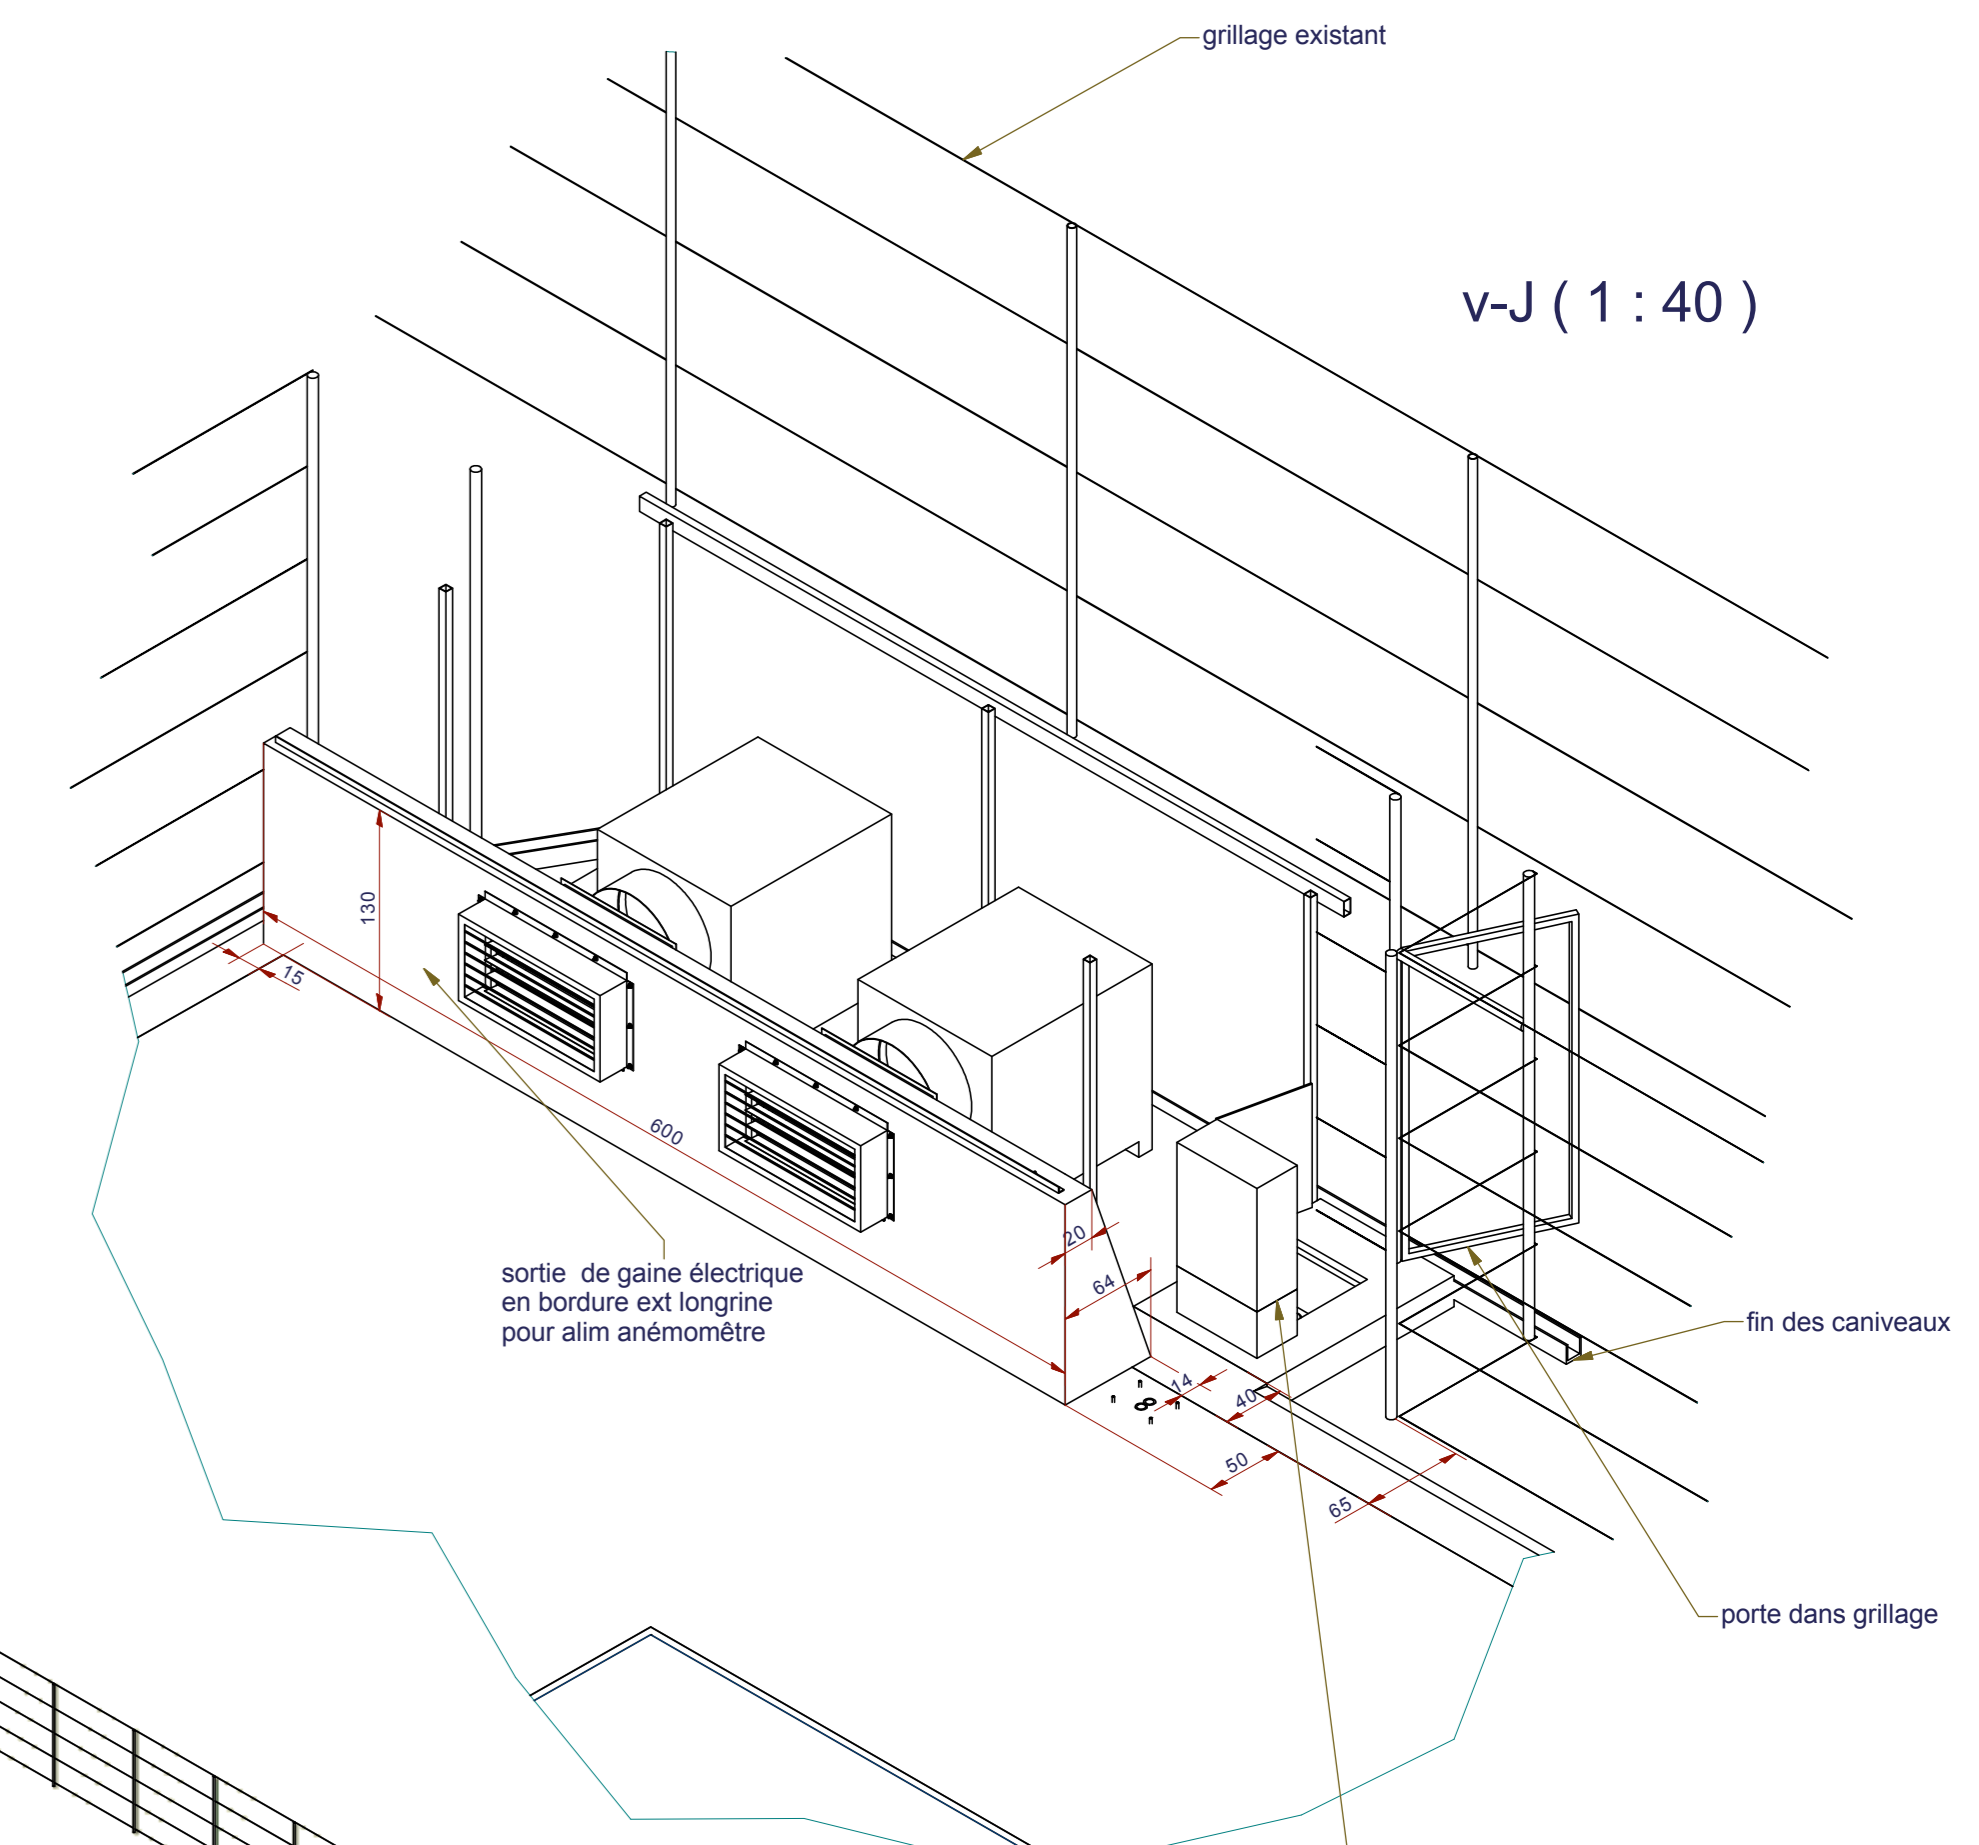 grillage existant
v-J ( 1 : 40 )
130
15
600
20
64
sortie de gaine électrique
en bordure ext longrine
pour alim anémomêtre
fin des caniveaux
14
40
50
65
porte dans grillage